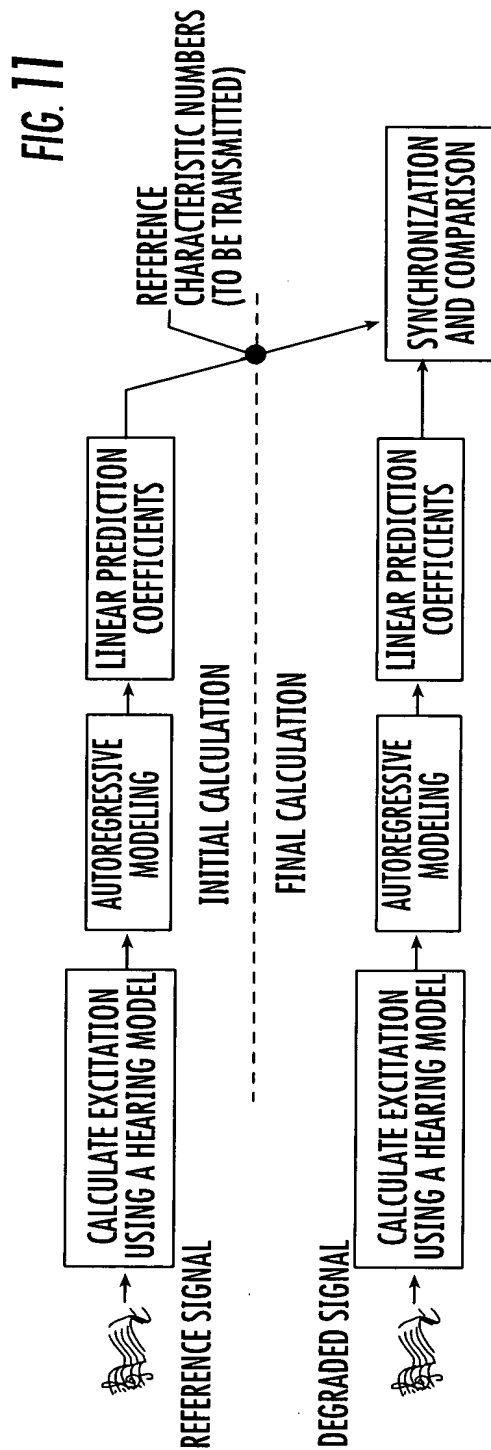 FIG. 11
REFERENCE
CHARACTERISTIC NUMBERS
(TO BE TRANSMITTED)
CALCULATE EXCITATION
USING A HEARING MODEL
AUTOREGRESSIVE
MODELING
LINEAR PREDICTION
COEFFICIENTS
REFERENCE SIGNAL
INITIAL CALCULATION
FINAL CALCULATION
DEGRADED SIGNAL
CALCULATE EXCITATION
USING A HEARING MODEL
AUTOREGRESSIVE
MODELING
LINEAR PREDICTION
COEFFICIENTS
SYNCHRONIZATION
AND COMPARISON